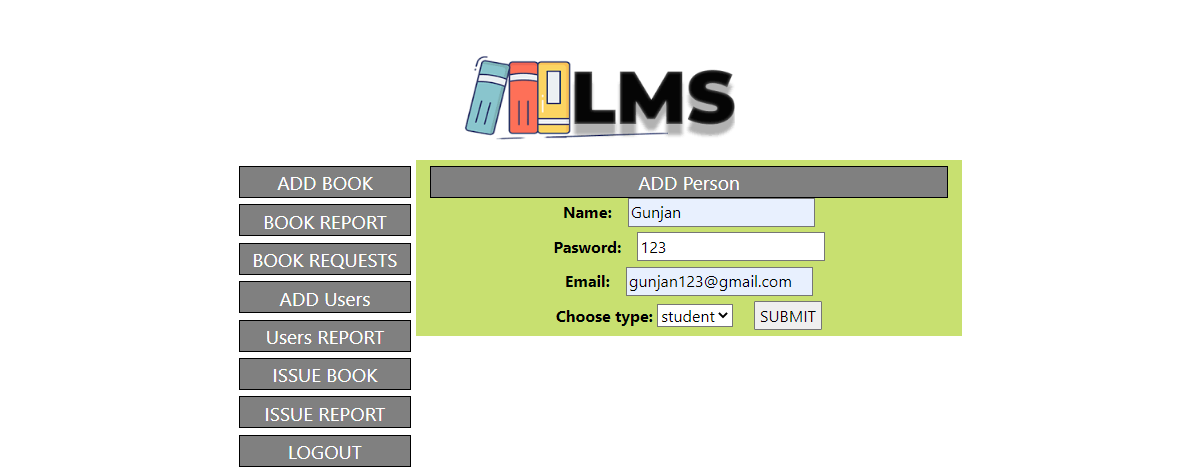 LMS
ADD BOOK
BOOK REPORT
BOOK REQUESTS
ADD Users
Users REPORT
ISSUE BOOK
ISSUE REPORT
LOGOUT
ADD Person
Name: Gunjan
Pasword: 123
Email: gunjan123@gmail.com
Choose type: student SUBMIT